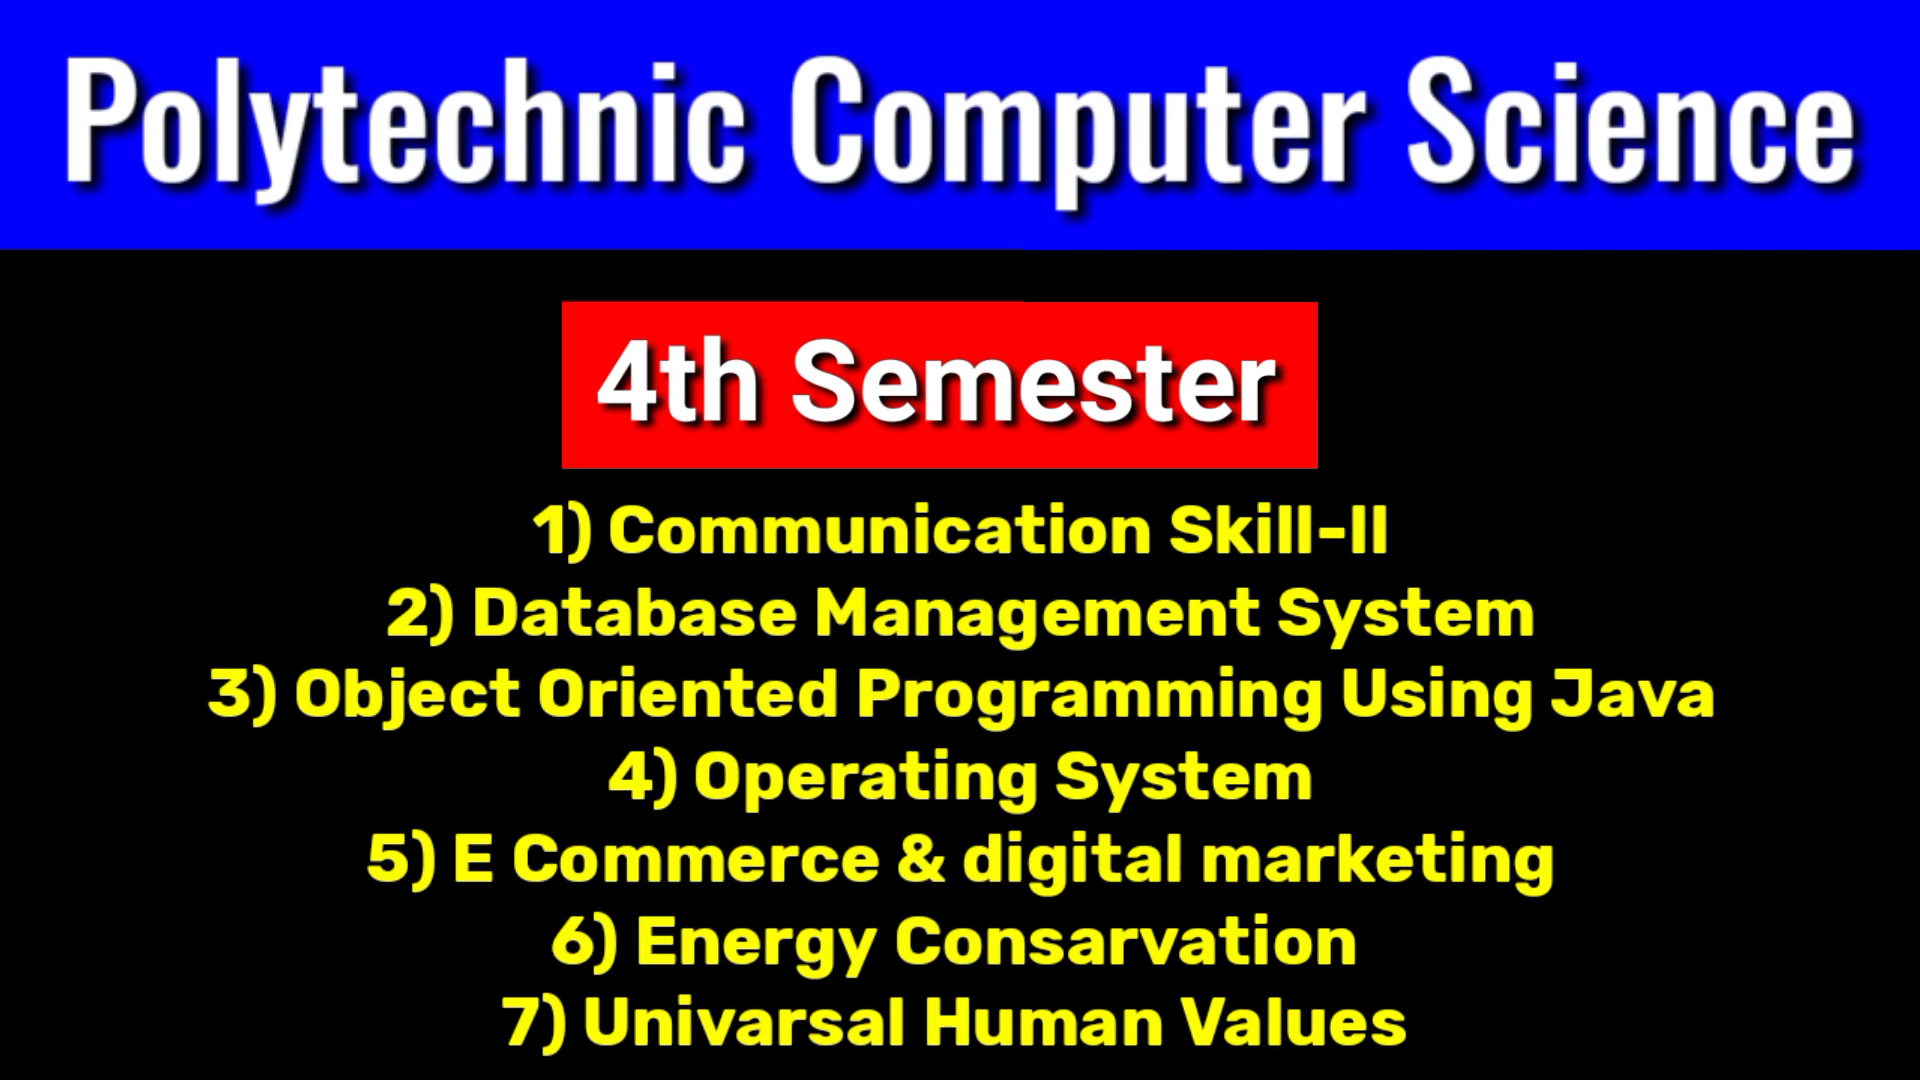 Polytechnic Computer Science
4th Semester
1) Communication Skill-II
2) Database Management System
3) Object Oriented Programming Using Java
4) Operating System
5) E Commerce & digital marketing
6) Energy Consarvation
7) Univarsal Human Values